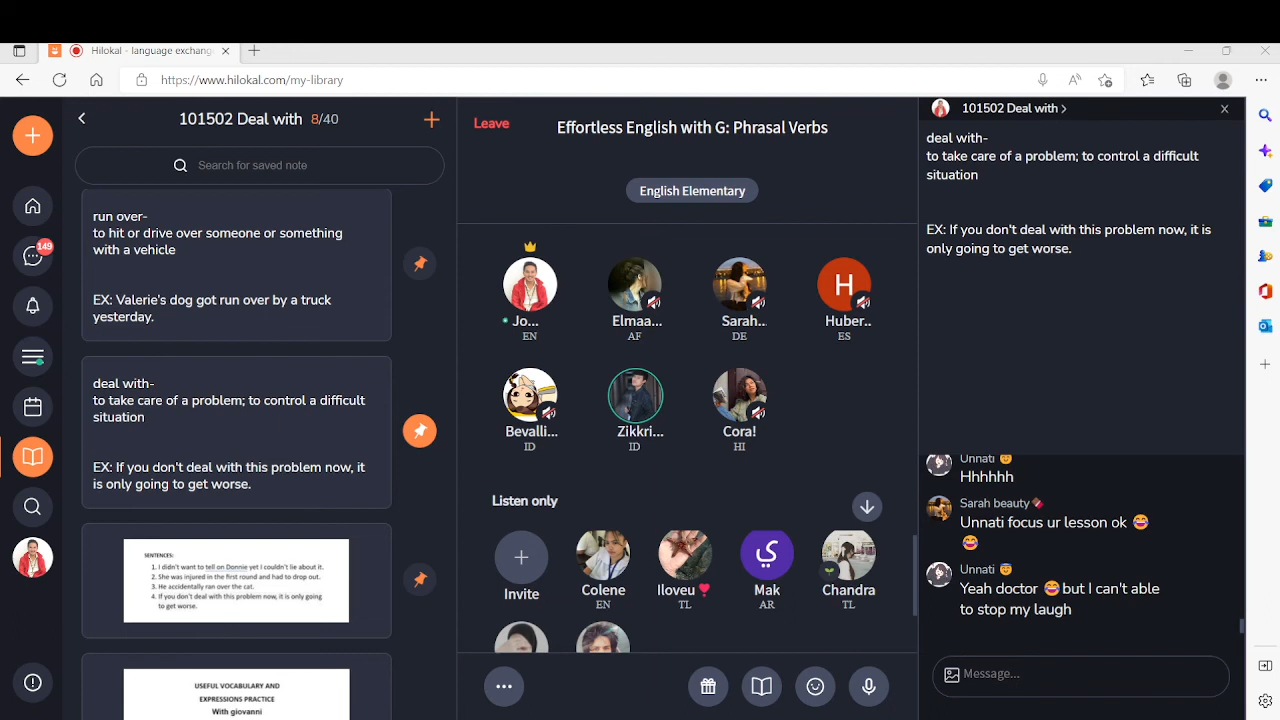 Hilokal - language exchang
https://www.hilokal.com/my-library
149
101502 Deal with 8/40
Search for saved note
run over-
to hit or drive over someone or something
with a vehicle
EX: Valerie's dog got run over by a truck
yesterday.
deal with-
to take care of a problem; to control a difficult
situation
EX: If you don't deal with this problem now, it
is only going to get worse.
SENTENCES:
1. I didn't want to tell on Donnie yet I couldn't lie about it.
2. She was injured in the first round and had to drop out.
3. He accidentally ran over the cat.
4. If you don't deal with this problem now, it is only going
to get worse.
USEFUL VOCABULARY AND
EXPRESSIONS PRACTICE
With giovanni
Leave
Effortless English with G: Phrasal Verbs
English Elementary
Jo...
EN
Elmaa...
AF
Sarah...
DE
H
Huber..
ES
Bevalli...
ID
Zikkri...
ID
Cora!
HI
Listen only
Invite
Colene
EN
Iloveu
TL
ي
Mak
AR
Chandra
TL
101502 Deal with >
deal with-
to take care of a problem; to control a difficult
situation
EX: If you don't deal with this problem now, it is
only going to get worse.
Unnati 😇
Hhhhhh
Sarah beauty🍫
Unnati focus ur lesson ok 😅
😅
Unnati 😇
Yeah doctor 😅 but I can't able
to stop my laugh
Message...